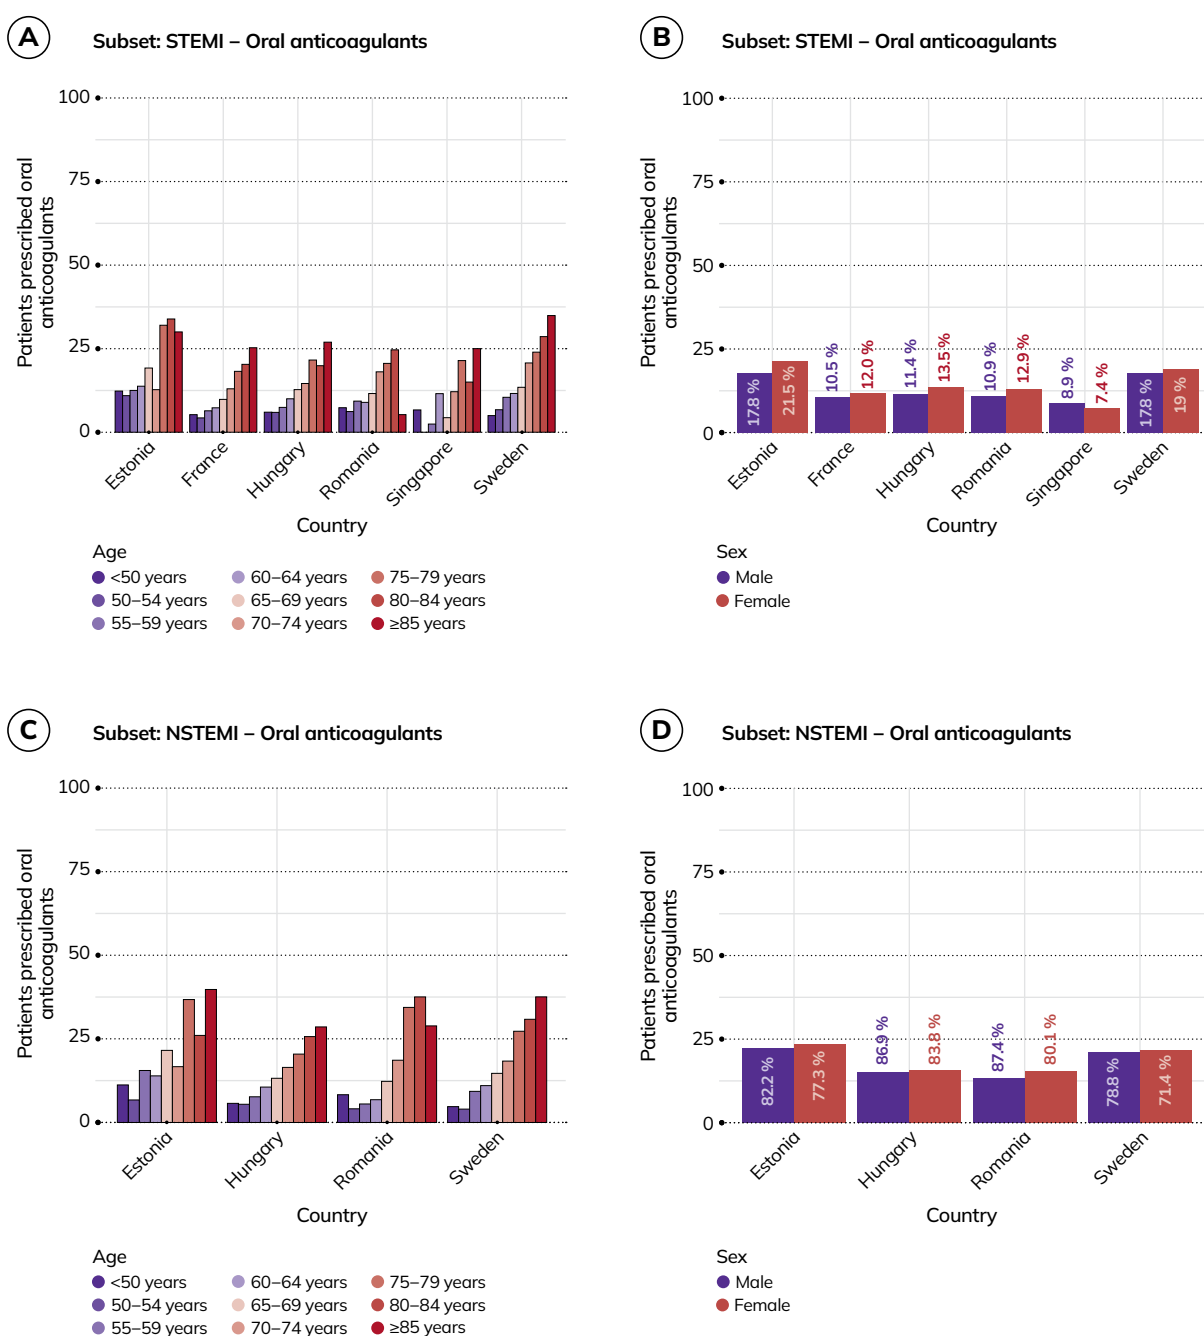 A
Subset: STEMI – Oral anticoagulants
100
75
50
25
0
Patients prescribed oral
anticoagulants
Estonia
France
Hungary
Romania
Singapore
Sweden
Country
Age
<50 years
60–64 years
75–79 years
50–54 years
65–69 years
80–84 years
55–59 years
70–74 years
≥85 years
B
Subset: STEMI – Oral anticoagulants
100
75
50
25
0
Patients prescribed oral
anticoagulants
17.8 %
21.5 %
10.5 %
12.0 %
11.4 %
13.5 %
10.9 %
12.9 %
8.9 %
7.4 %
17.8 %
19 %
Estonia
France
Hungary
Romania
Singapore
Sweden
Country
Sex
Male
Female
C
Subset: NSTEMI – Oral anticoagulants
100
75
50
25
0
Patients prescribed oral
anticoagulants
Estonia
Hungary
Romania
Sweden
Country
Age
<50 years
60–64 years
75–79 years
50–54 years
65–69 years
80–84 years
55–59 years
70–74 years
≥85 years
D
Subset: NSTEMI – Oral anticoagulants
100
75
50
25
0
Patients prescribed oral
anticoagulants
82.2 %
77.3 %
86.9 %
83.8 %
87.4 %
80.1 %
78.8 %
71.4 %
Estonia
Hungary
Romania
Sweden
Country
Sex
Male
Female